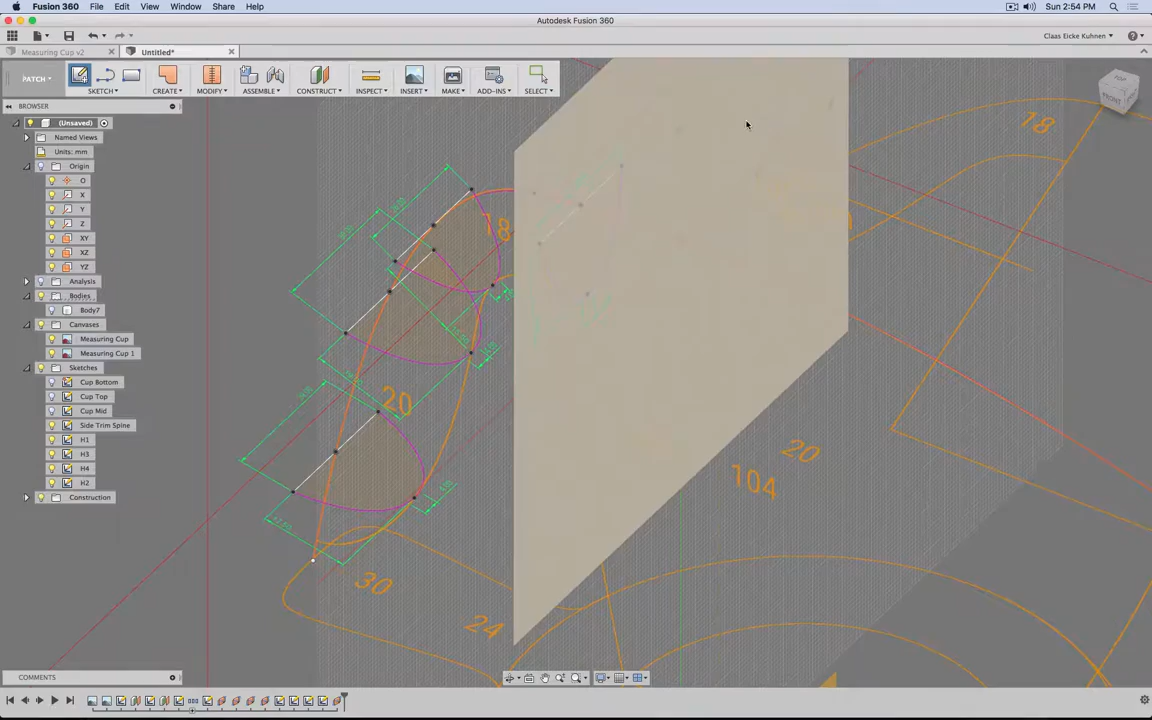 Fusion 360 File Edit View Window Share Help
Sun 2:54 PM
Autodesk Fusion 360
Claas Eicke Kuhnen
Measuring Cup v2
Untitled*
PATCH
SKETCH
CREATE
MODIFY
ASSEMBLE
CONSTRUCT
INSPECT
INSERT
MAKE
ADD-INS
SELECT
BROWSER
(Unsaved)
Named Views
Units: mm
Origin
O
X
Y
Z
XY
XZ
YZ
Analysis
Bodies
Body7
Canvases
Measuring Cup
Measuring Cup 1
Sketches
Cup Bottom
Cup Top
Cup Mid
Side Trim Spine
H1
H3
H4
H2
Construction
TOP
FRONT
18
18
20
20
104
30
24
COMMENTS